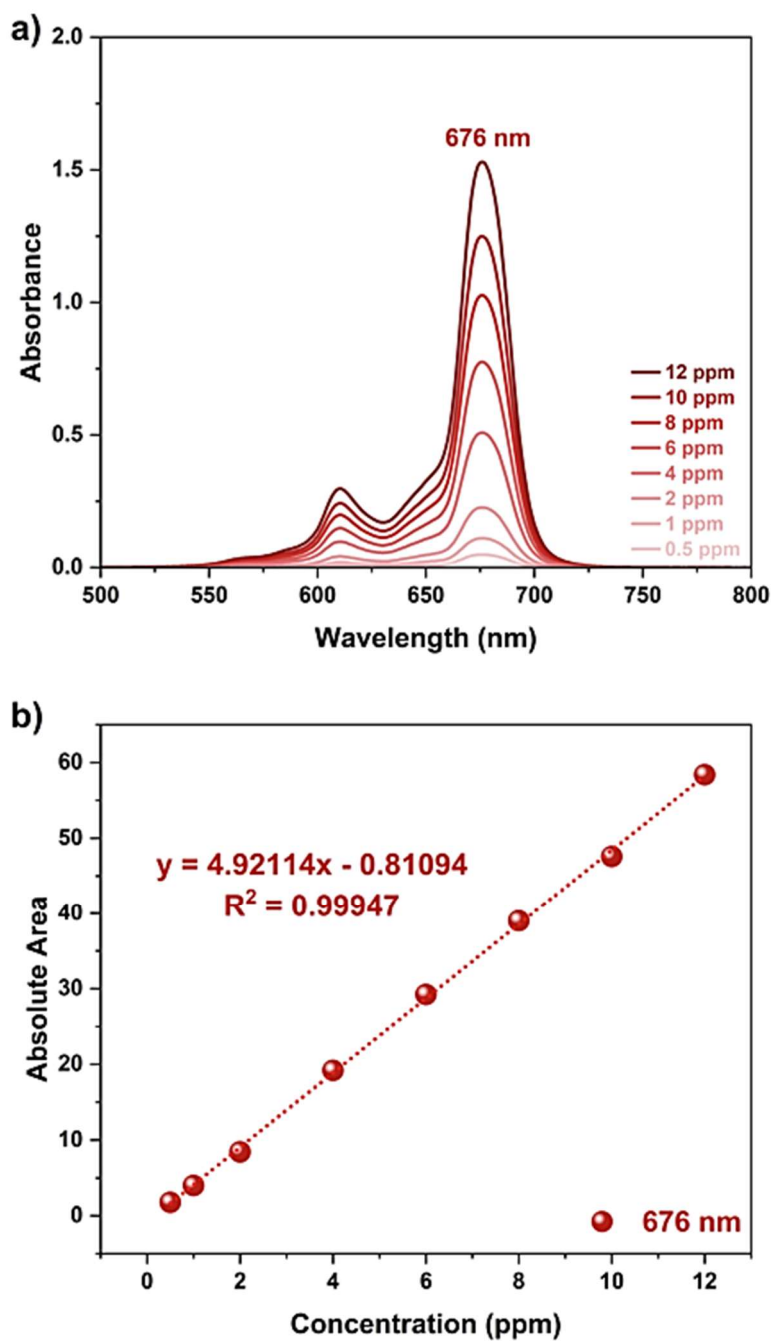 a)
2.0
1.5
1.0
0.5
0.0
Absorbance
676 nm
12 ppm
10 ppm
8 ppm
6 ppm
4 ppm
2 ppm
1 ppm
0.5 ppm
500 550 600 650 700 750 800
Wavelength (nm)
b)
60
50
40
30
20
10
0
Absolute Area
y = 4.92114x - 0.81094
R² = 0.99947
676 nm
0 2 4 6 8 10 12
Concentration (ppm)